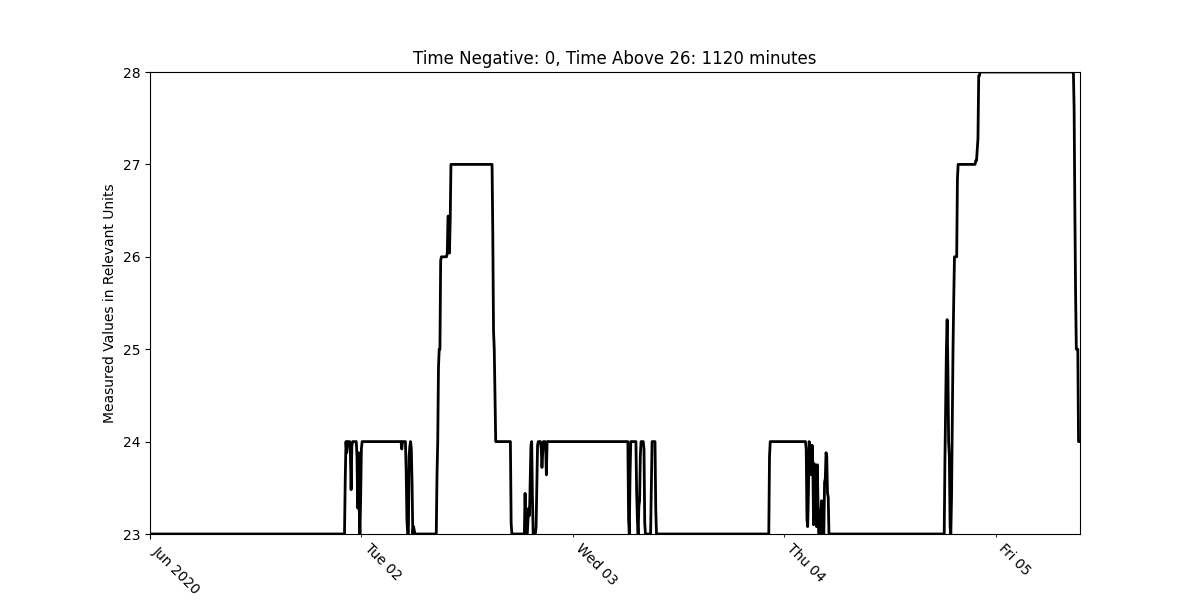 Time Negative: 0, Time Above 26: 1120 minutes
28
27
26
25
24
23
Measured Values in Relevant Units
Jun 2020
Tue 02
Wed 03
Thu 04
Fri 05